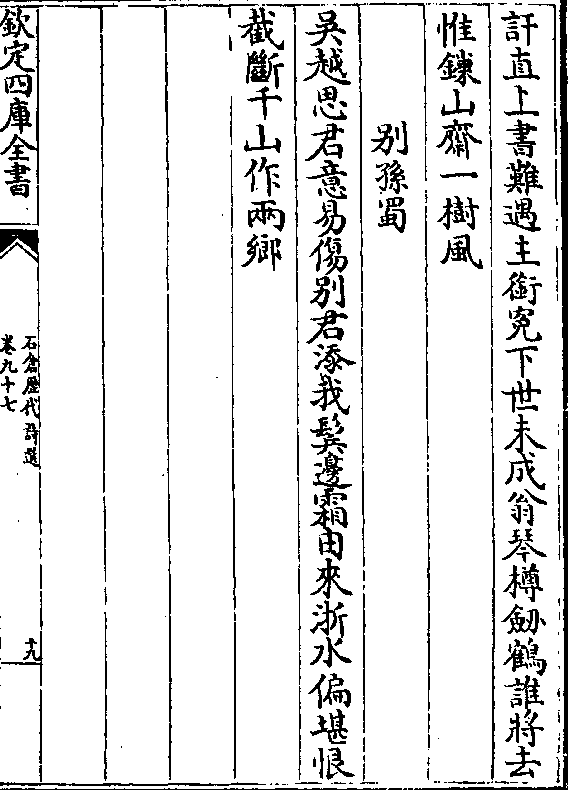 訐直上書難遇主銜寃下世未成翁琴樽劒鶴誰將去
惟鎖山齋一樹風
别孫蜀
吳越思君意易傷别君添我鬢邊霜由來浙水偏堪恨
截斷千山作兩鄉
欽定四庫全書
石倉歷代詩選
卷九十七
十九